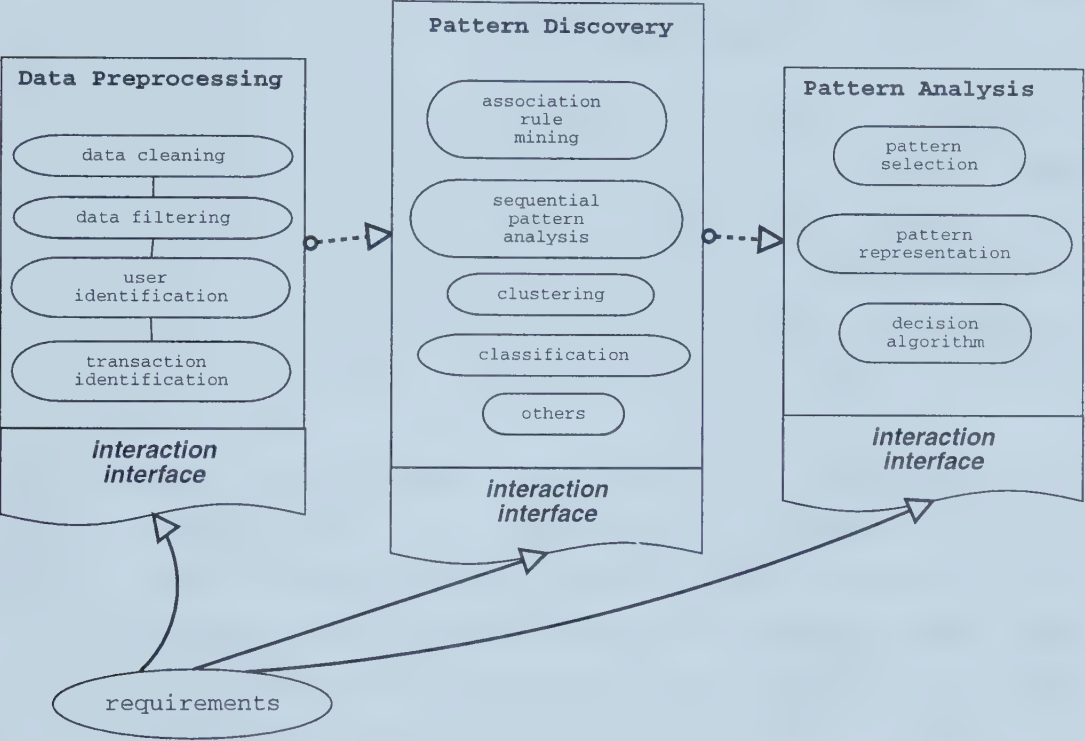 Data Preprocessing
data cleaning
data filtering
user
identification
transaction
identification
interaction
interface
Pattern Discovery
association
rule
mining
sequential
pattern
analysis
clustering
classification
others
interaction
interface
Pattern Analysis
pattern
selection
pattern
representation
decision
algorithm
interaction
interface
requirements